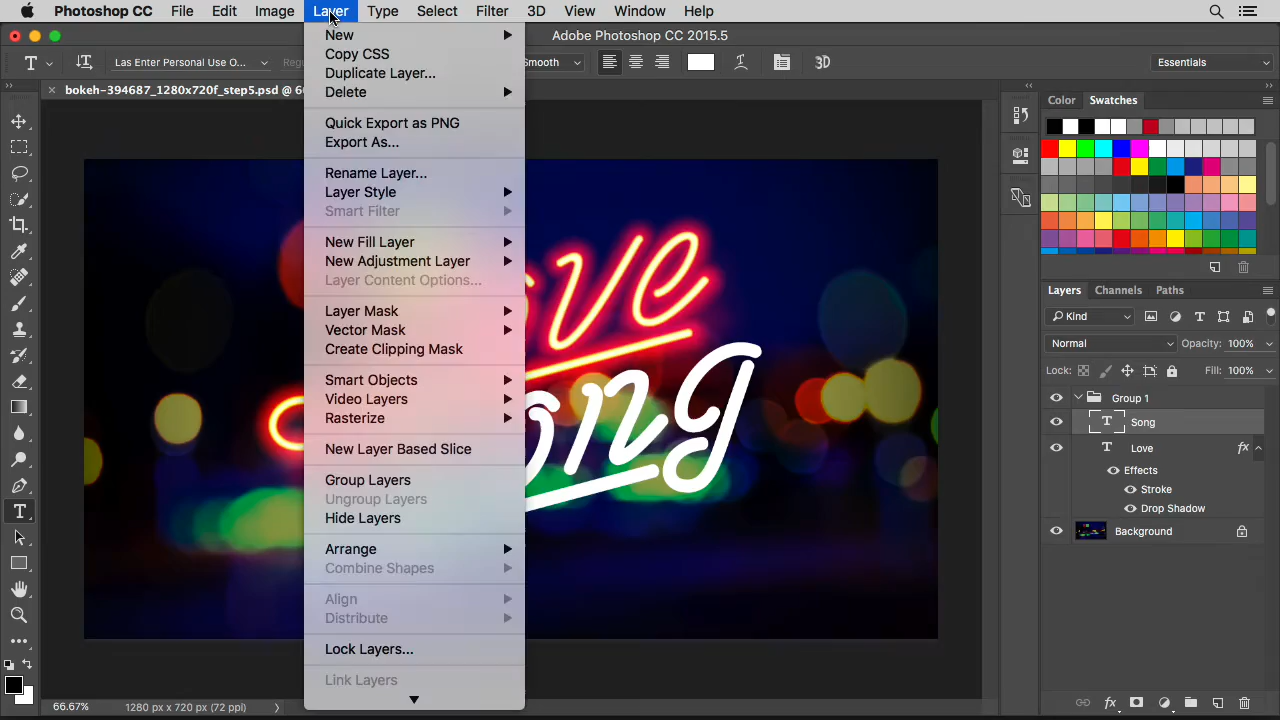 Photoshop CC File Edit Image Layer Type Select Filter 3D View Window Help
Adobe Photoshop CC 2015.5
T T Las Enter Personal Use O... Smooth 3D Essentials
bokeh-394687_1280x720f_step5.psd @
New
Copy CSS
Duplicate Layer...
Delete
Quick Export as PNG
Export As...
Rename Layer...
Layer Style
Smart Filter
New Fill Layer
New Adjustment Layer
Layer Content Options...
Layer Mask
Vector Mask
Create Clipping Mask
Smart Objects
Video Layers
Rasterize
New Layer Based Slice
Group Layers
Ungroup Layers
Hide Layers
Arrange
Combine Shapes
Align
Distribute
Lock Layers...
Link Layers
ve
ong
Color Swatches
Layers Channels Paths
Kind T
Normal Opacity: 100%
Lock: Fill: 100%
Group 1
T Song
T Love fx
Effects
Stroke
Drop Shadow
Background
fx
T
66.67% 1280 px x 720 px (72 ppi)